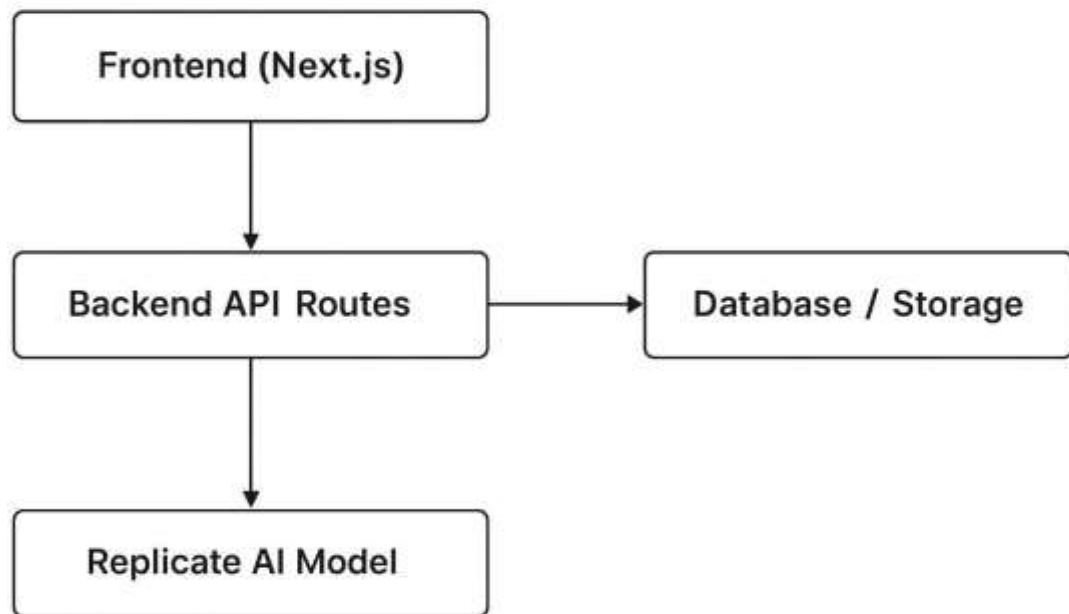 Frontend (Next.js)
Backend API Routes
Database / Storage
Replicate AI Model